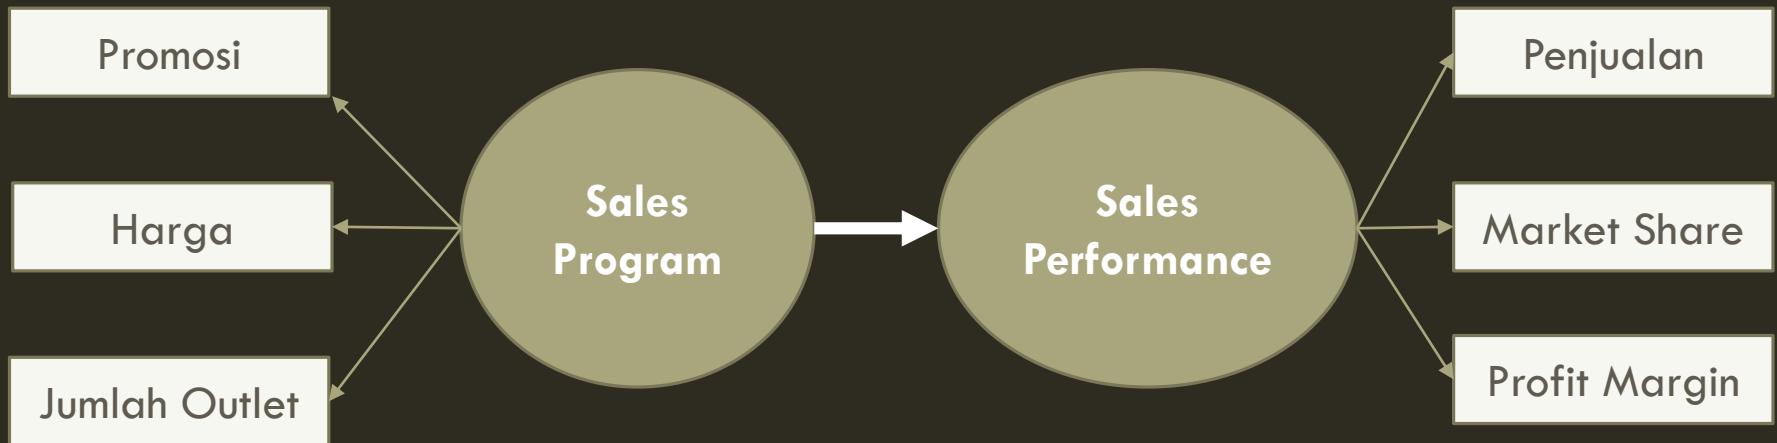 Promosi
Harga
Jumlah Outlet
Sales
Program
Sales
Performance
Penjualan
Market Share
Profit Margin